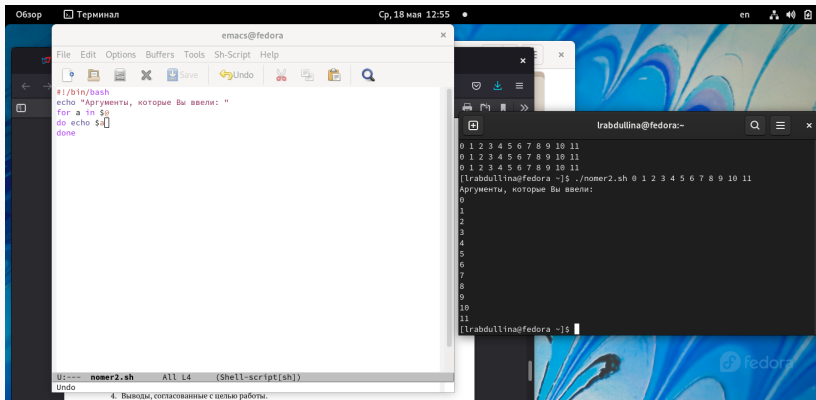 Обзор Терминал Ср, 18 мая 12:55 en
emacs@fedora
File Edit Options Buffers Tools Sh-Script Help
Save Undo
#!/bin/bash
echo "Аргументы, которые Вы ввели: "
for a in $@
do echo $a
done
U:--- nomer2.sh All L4 (Shell-script[sh])
Undo
4. Выводы, согласованные с целью работы.
lrabdullina@fedora:~
0 1 2 3 4 5 6 7 8 9 10 11
0 1 2 3 4 5 6 7 8 9 10 11
0 1 2 3 4 5 6 7 8 9 10 11
[lrabdullina@fedora ~]$ ./nomer2.sh 0 1 2 3 4 5 6 7 8 9 10 11
Аргументы, которые Вы ввели:
0
1
2
3
4
5
6
7
8
9
10
11
[lrabdullina@fedora ~]$
fedora